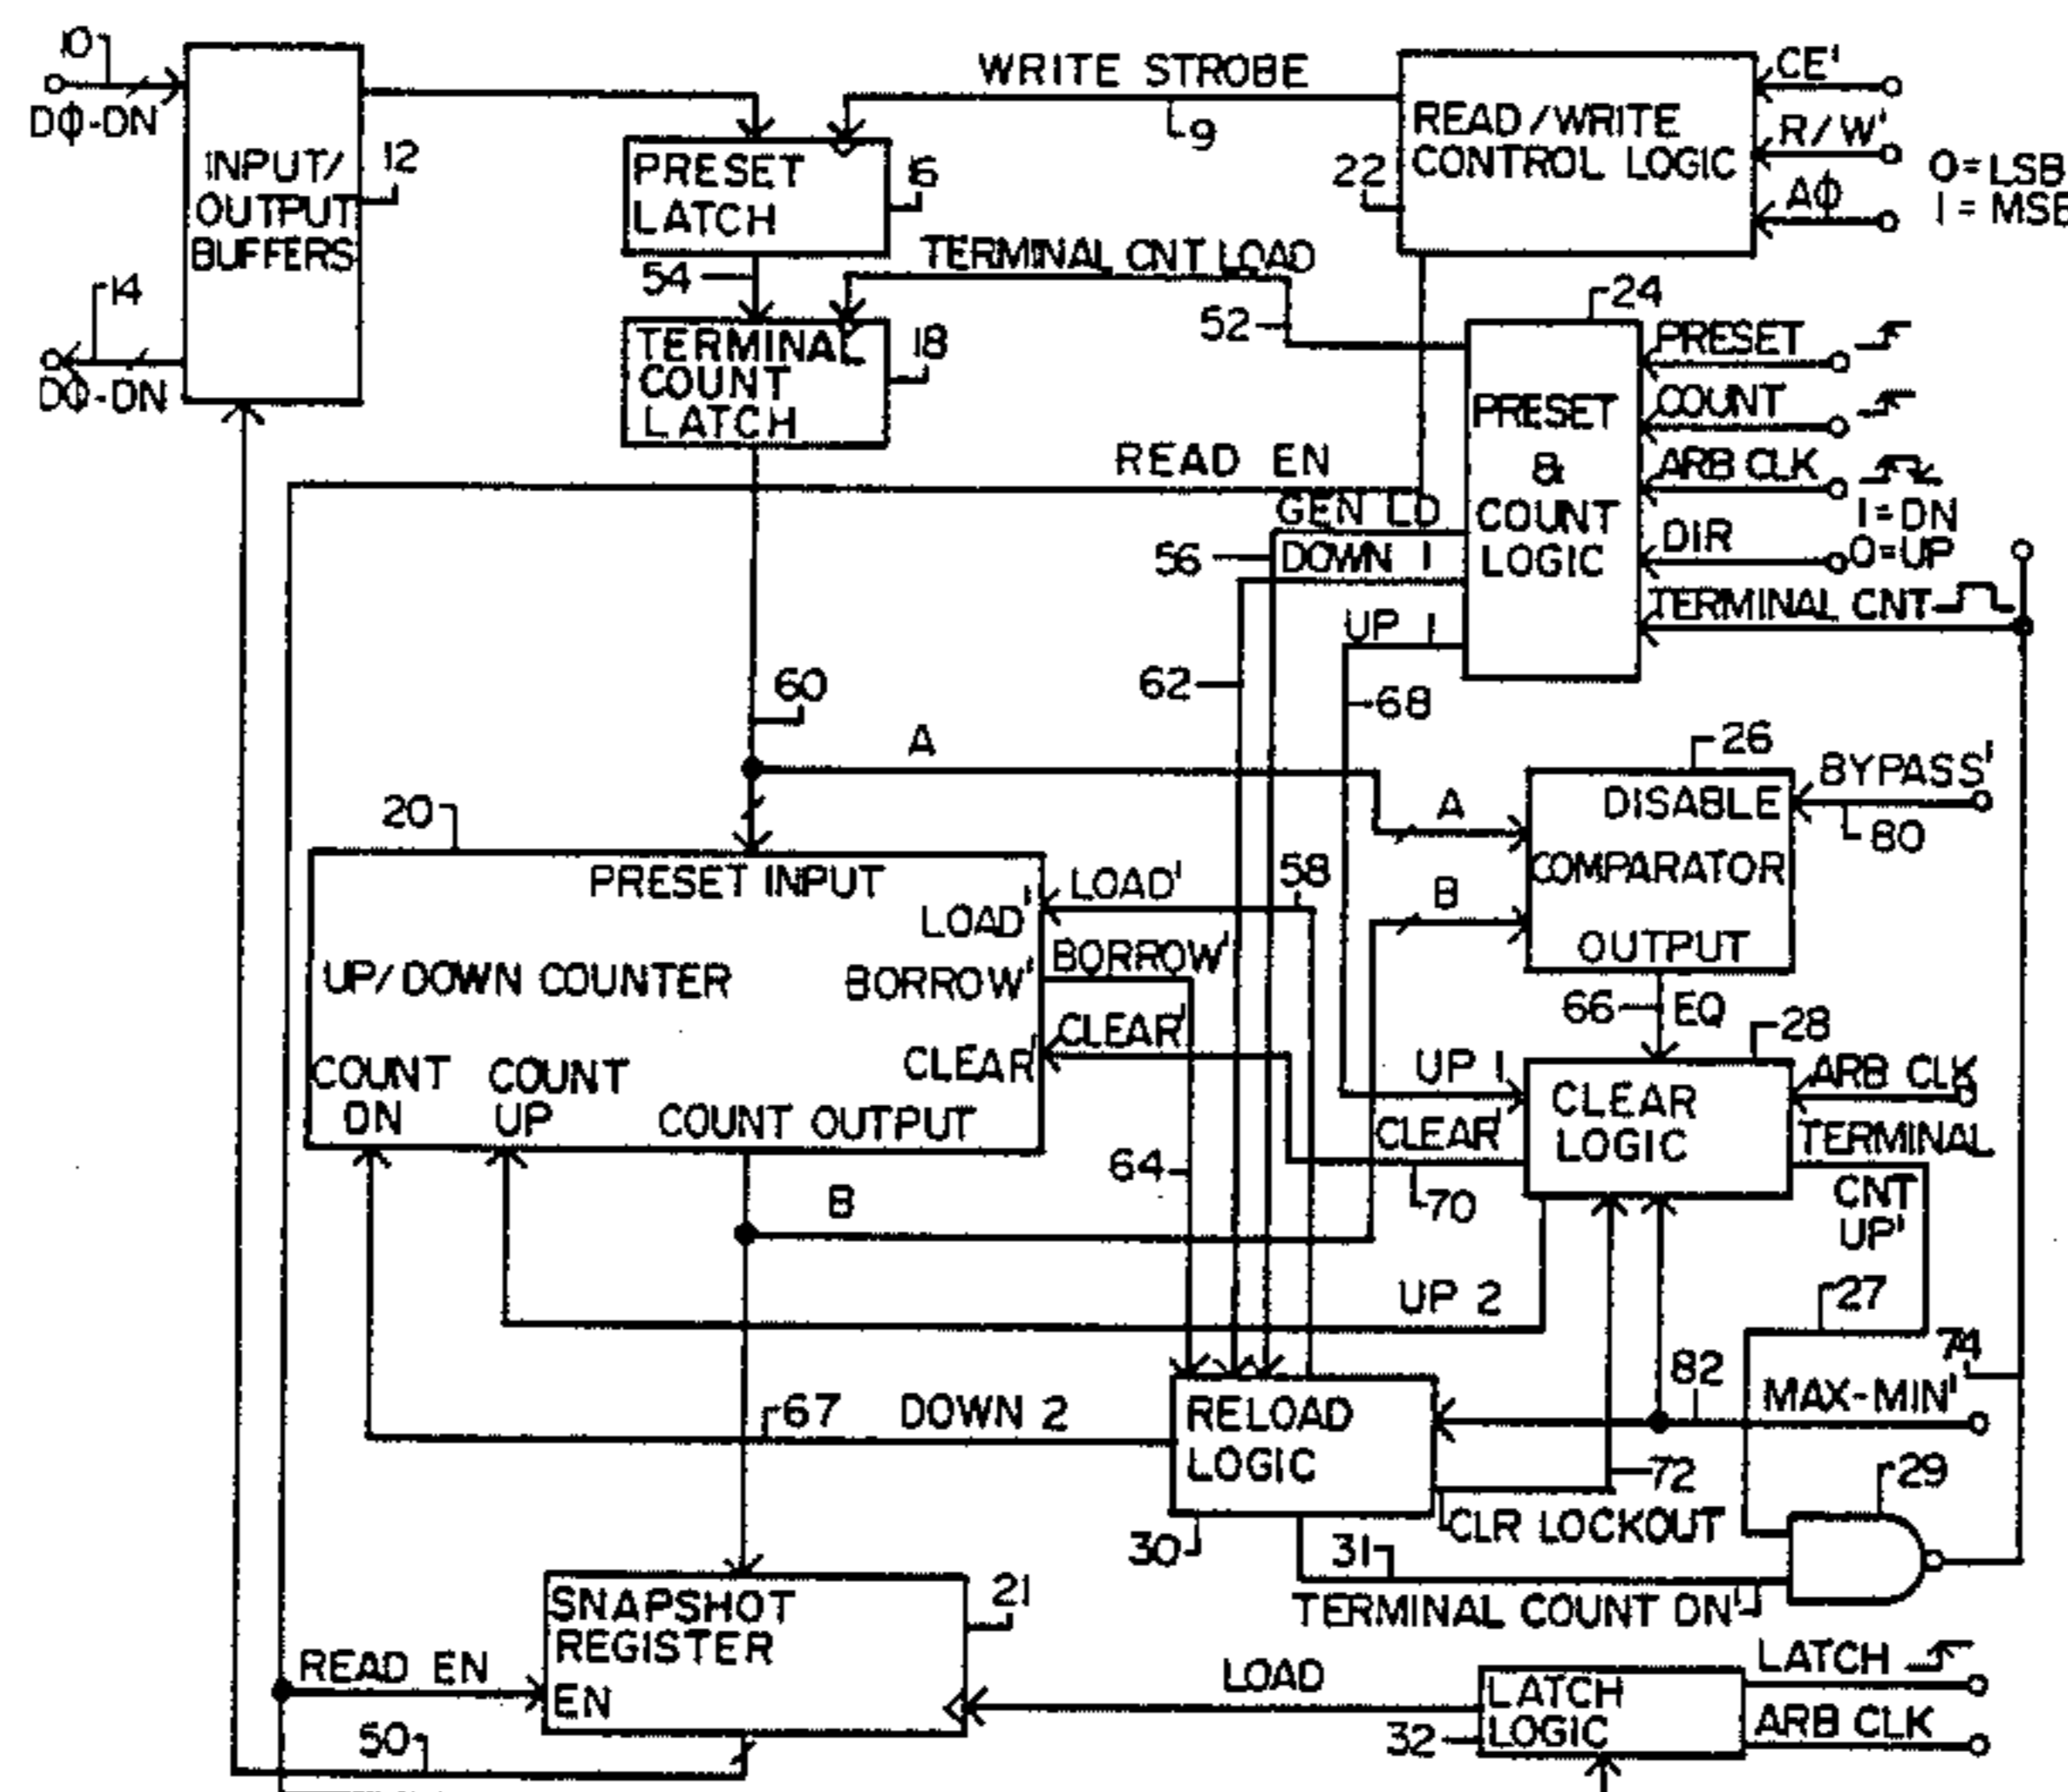 10
DΦ-DN
INPUT/
OUTPUT
BUFFERS
12
14
DΦ-DN
WRITE STROBE
9
PRESET
LATCH
16
54
TERMINAL CNT LOAD
52
TERMINAL
COUNT
LATCH
18
READ/WRITE
CONTROL LOGIC
22
CE'
R/W'
AΦ
0=LSB
1=MSB
24
PRESET
&
COUNT
LOGIC
PRESET
COUNT
ARB CLK
DIR
1=DN
0=UP
TERMINAL CNT
READ EN
GEN LD
56
DOWN 1
UP 1
62
68
60
A
A
B
26
DISABLE
COMPARATOR
OUTPUT
BYPASS'
80
20
PRESET INPUT
LOAD'
UP/DOWN COUNTER
BORROW'
CLEAR'
COUNT
DN
COUNT
UP
COUNT OUTPUT
LOAD'
58
BORROW'
CLEAR'
66
EQ
28
UP 1
CLEAR'
CLEAR
LOGIC
ARB CLK
TERMINAL
CNT
UP'
64
70
B
UP 2
27
74
82
MAX-MIN'
67
DOWN 2
RELOAD
LOGIC
72
29
30
CLR LOCKOUT
31
TERMINAL COUNT DN'
SNAPSHOT
REGISTER
EN
21
READ EN
LOAD
LATCH
LOGIC
32
LATCH
ARB CLK
50